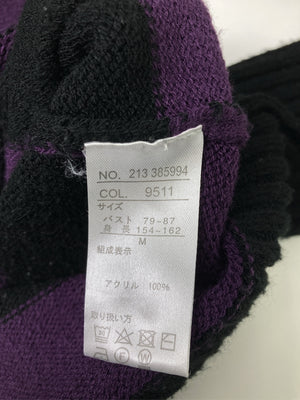 NO. 213 385994
COL. 9511
サイズ
バスト 79-87
身 長 154-162
M
組成表示
アクリル 100%
取り扱い方